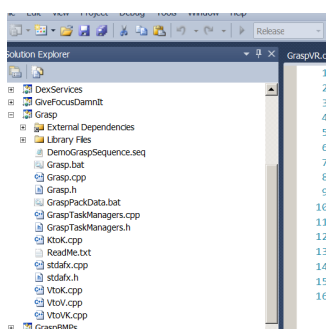 File Edit View Project Debug Tools Window Help
Release
Solution Explorer
GraspVR.c
DexServices
GiveFocusDamnIt
Grasp
External Dependencies
Library Files
DemoGraspSequence.seq
Grasp.bat
Grasp.cpp
Grasp.h
GraspPackData.bat
GraspTaskManagers.cpp
GraspTaskManagers.h
KtoK.cpp
ReadMe.txt
stdafx.cpp
stdafx.h
VtoK.cpp
VtoV.cpp
VtoVK.cpp
GraspBMPs
1
2
3
4
5
6
7
8
9
10
11
12
13
14
15
16